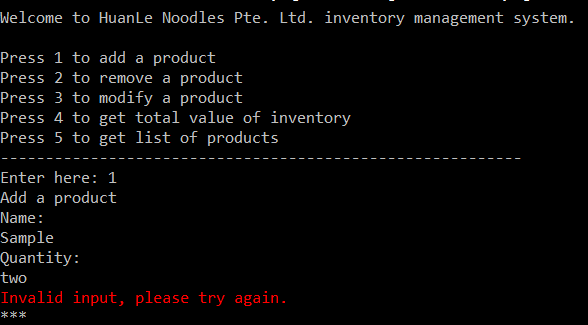 Welcome to HuanLe Noodles Pte. Ltd. inventory management system.
Press 1 to add a product
Press 2 to remove a product
Press 3 to modify a product
Press 4 to get total value of inventory
Press 5 to get list of products
----------------------------------------------------------
Enter here: 1
Add a product
Name:
Sample
Quantity:
two
Invalid input, please try again.
***